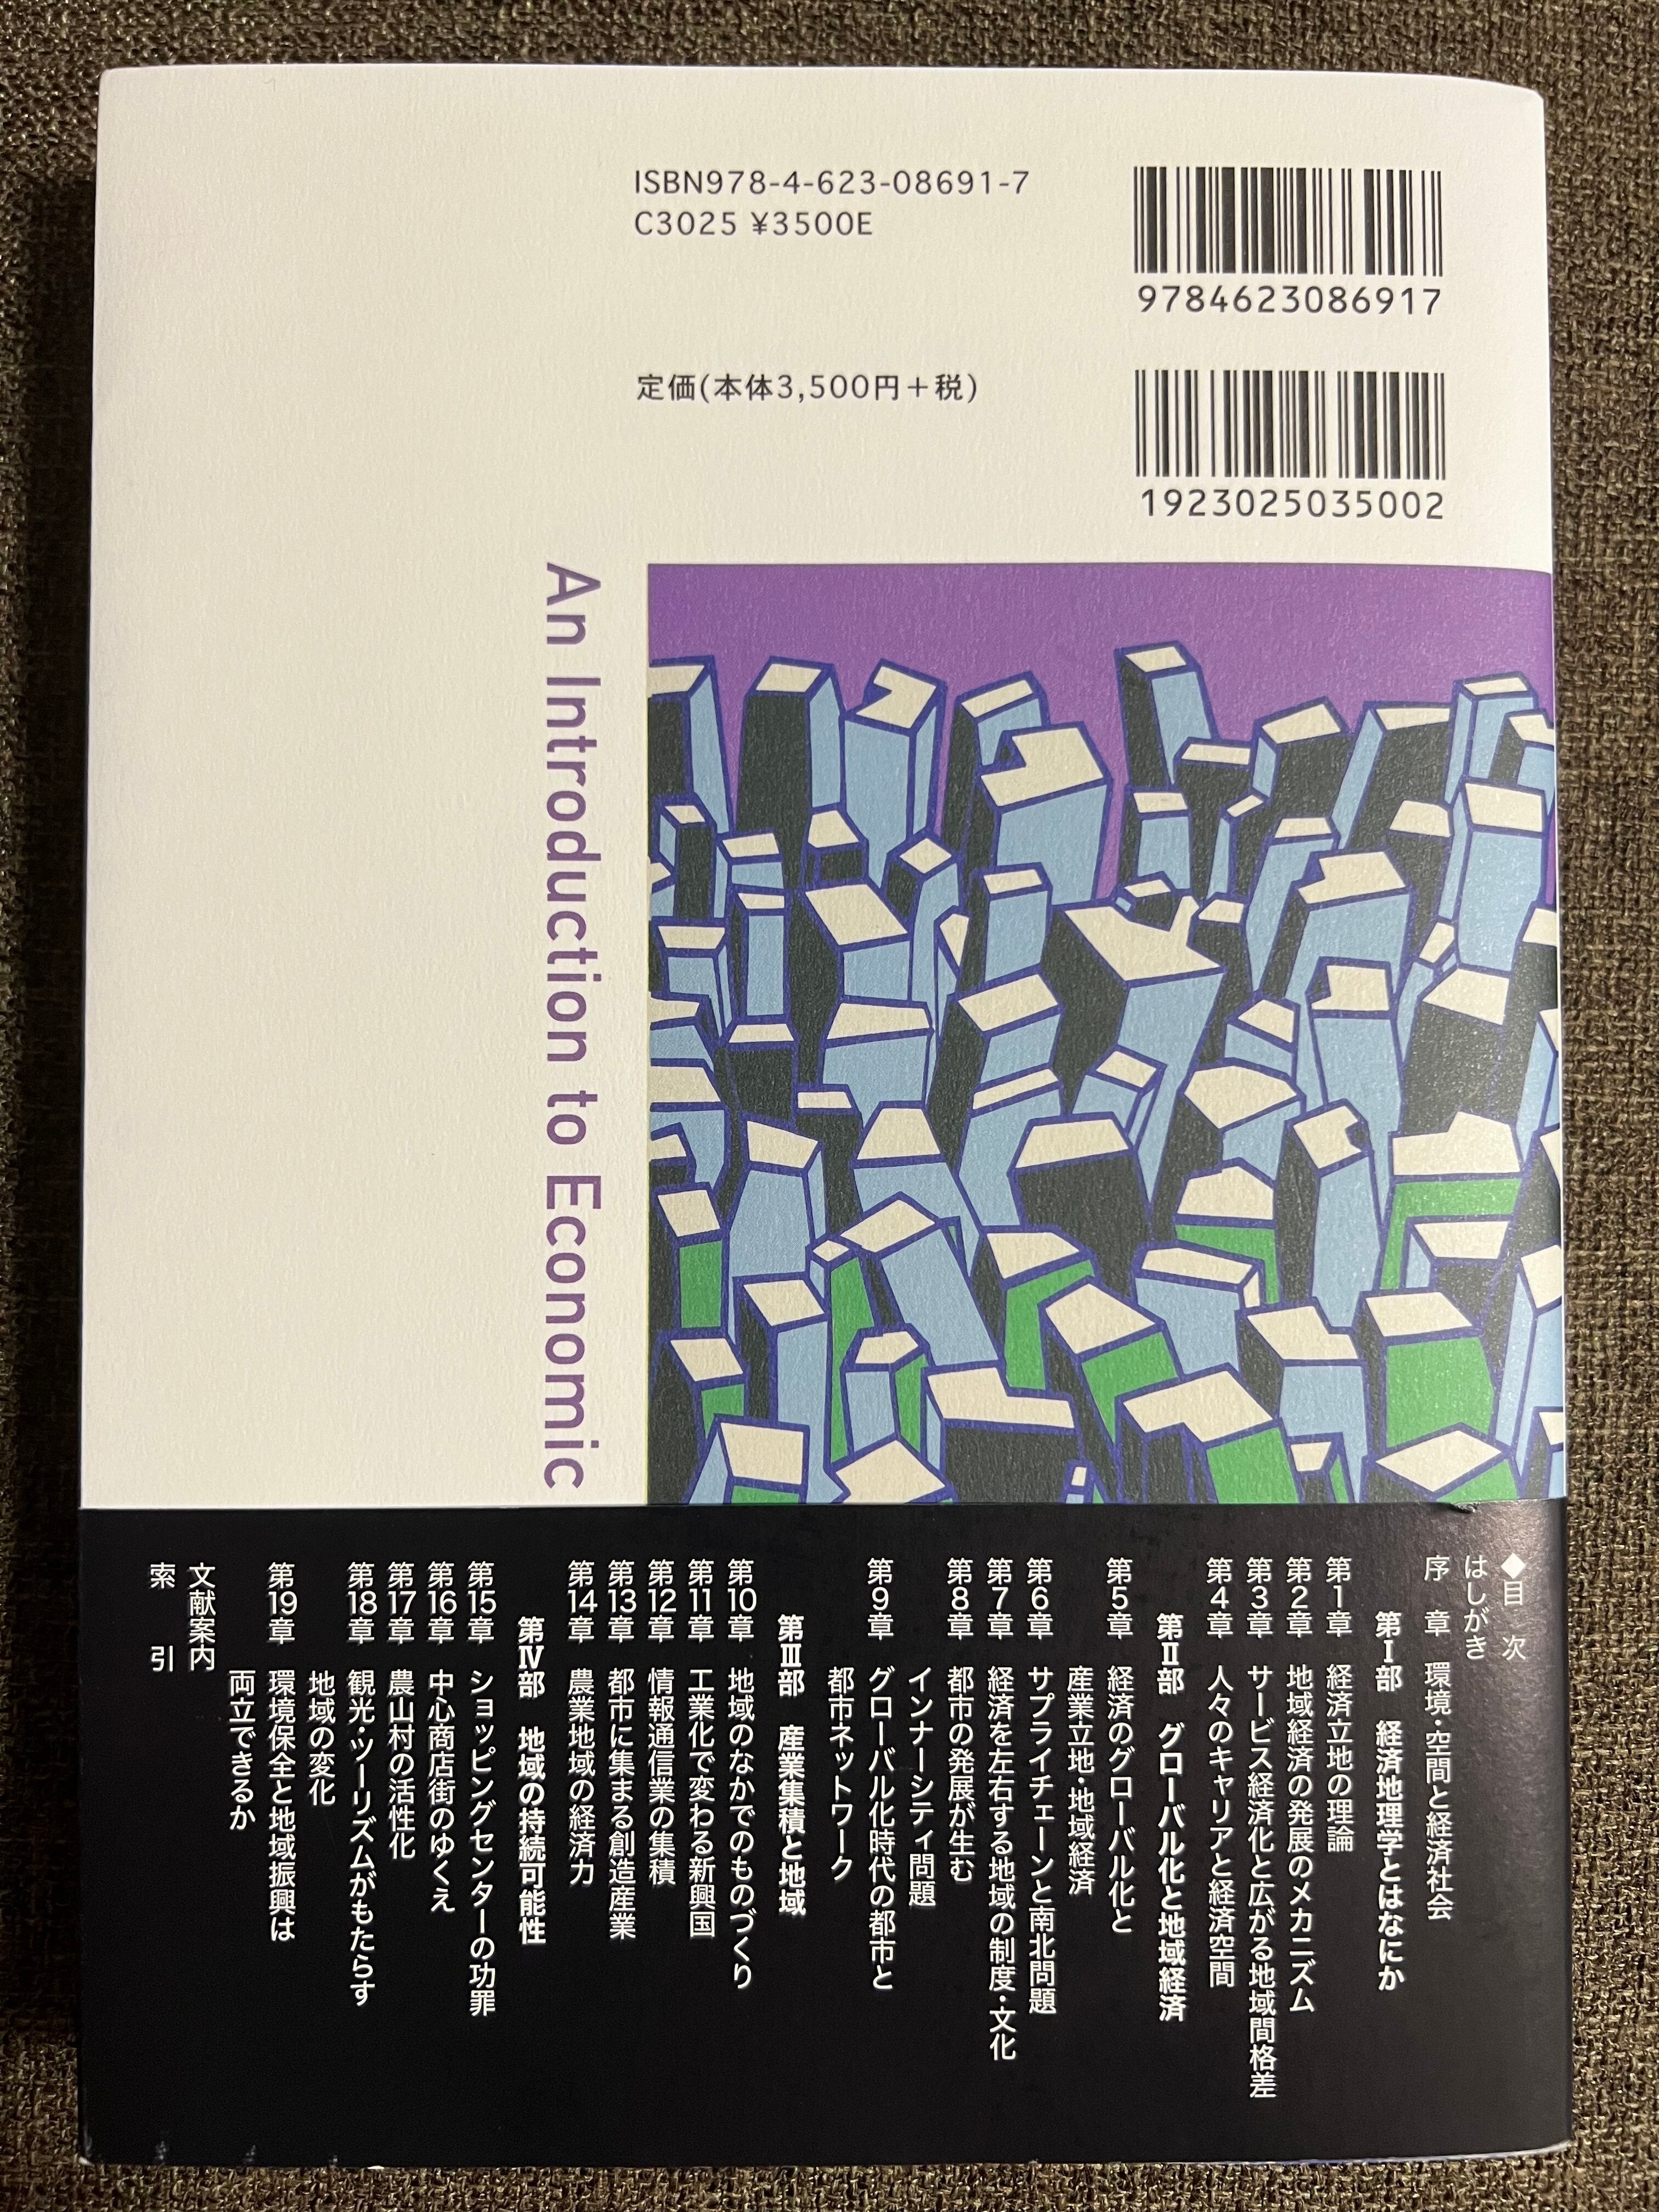 ISBN978-4-623-08691-7
C3025 ¥3500E
9784623086917
定価(本体3,500円+税)
1923025035002
An Introduction to Economic
◆目次
はしがき
序 章 環境・空間と経済社会
第Ⅰ部 経済地理学とはなにか
第1章 経済立地の理論
第2章 地域経済の発展のメカニズム
第3章 サービス経済化と広がる地域間格差
第4章 人々のキャリアと経済空間
第Ⅱ部 グローバル化と地域経済
第5章 経済のグローバル化と
産業立地・地域経済
第6章 サプライチェーンと南北問題
第7章 経済を左右する地域の制度・文化
第8章 都市の発展が生む
インナーシティ問題
第9章 グローバル化時代の都市と
都市ネットワーク
第Ⅲ部 産業集積と地域
第10章 地域のなかでのものづくり
第11章 工業化で変わる新興国
第12章 情報通信業の集積
第13章 都市に集まる創造産業
第14章 農業地域の経済力
第Ⅳ部 地域の持続可能性
第15章 ショッピングセンターの功罪
第16章 中心商店街のゆくえ
第17章 農山村の活性化
第18章 観光・ツーリズムがもたらす
地域の変化
第19章 環境保全と地域振興は
両立できるか
文献案内
索 引